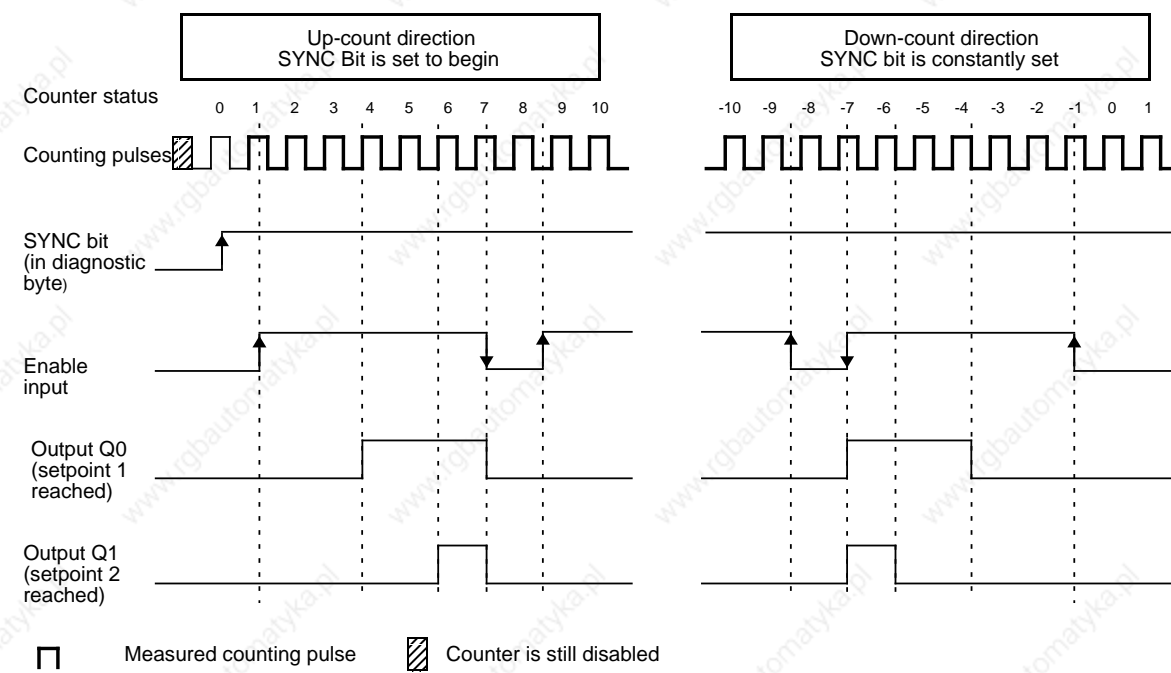 Up-count direction
SYNC Bit is set to begin
Down-count direction
SYNC bit is constantly set
Counter status
0 1 2 3 4 5 6 7 8 9 10
-10 -9 -8 -7 -6 -5 -4 -3 -2 -1 0 1
Counting pulses
SYNC bit
(in diagnostic
byte)
Enable
input
Output Q0
(setpoint 1
reached)
Output Q1
(setpoint 2
reached)
Measured counting pulse
Counter is still disabled
www.rgbautomatyka.pl